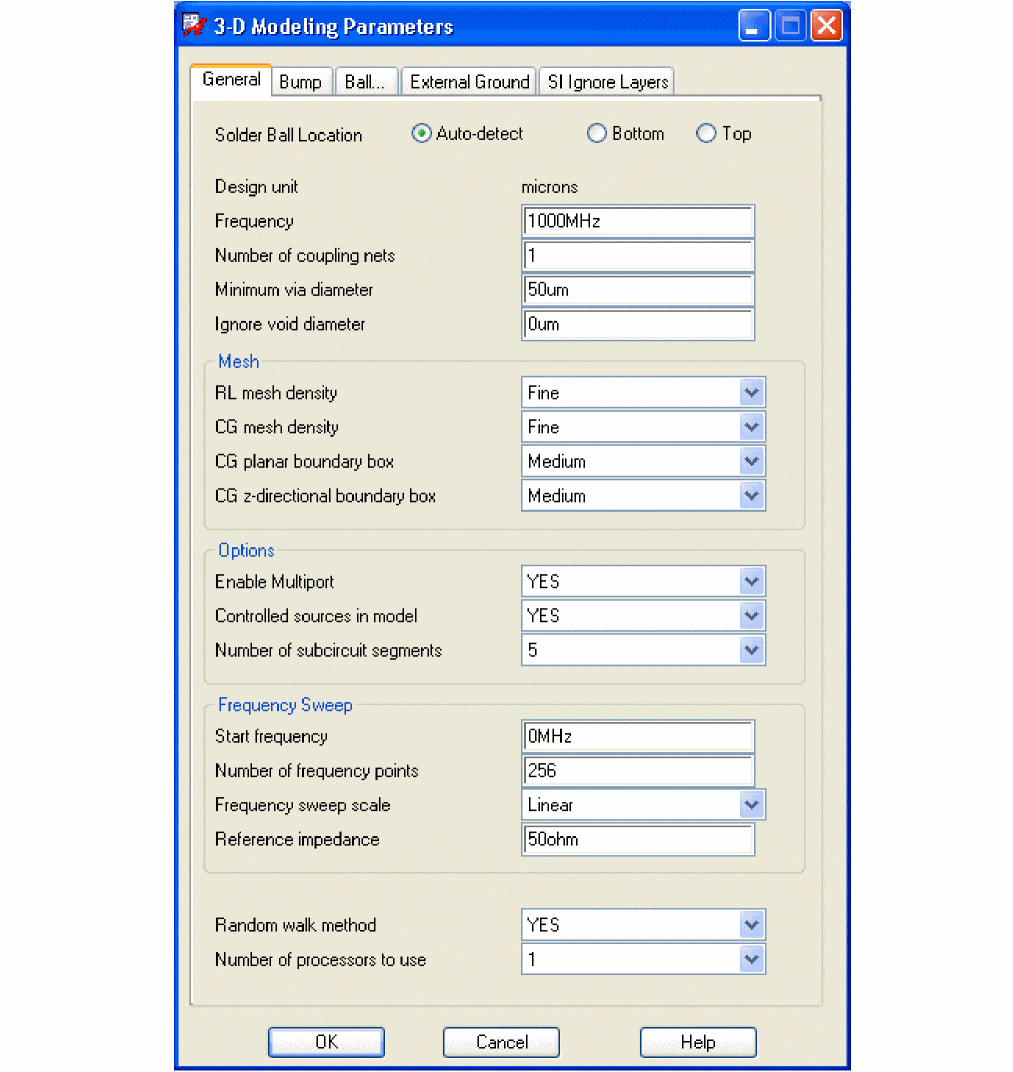 3-D Modeling Parameters
General Bump Ball... External Ground SI Ignore Layers
Solder Ball Location Auto-detect Bottom Top
Design unit microns
Frequency 1000MHz
Number of coupling nets 1
Minimum via diameter 50um
Ignore void diameter 0um
Mesh
RL mesh density Fine
CG mesh density Fine
CG planar boundary box Medium
CG z-directional boundary box Medium
Options
Enable Multiport YES
Controlled sources in model YES
Number of subcircuit segments 5
Frequency Sweep
Start frequency 0MHz
Number of frequency points 256
Frequency sweep scale Linear
Reference impedance 50ohm
Random walk method YES
Number of processors to use 1
OK Cancel Help